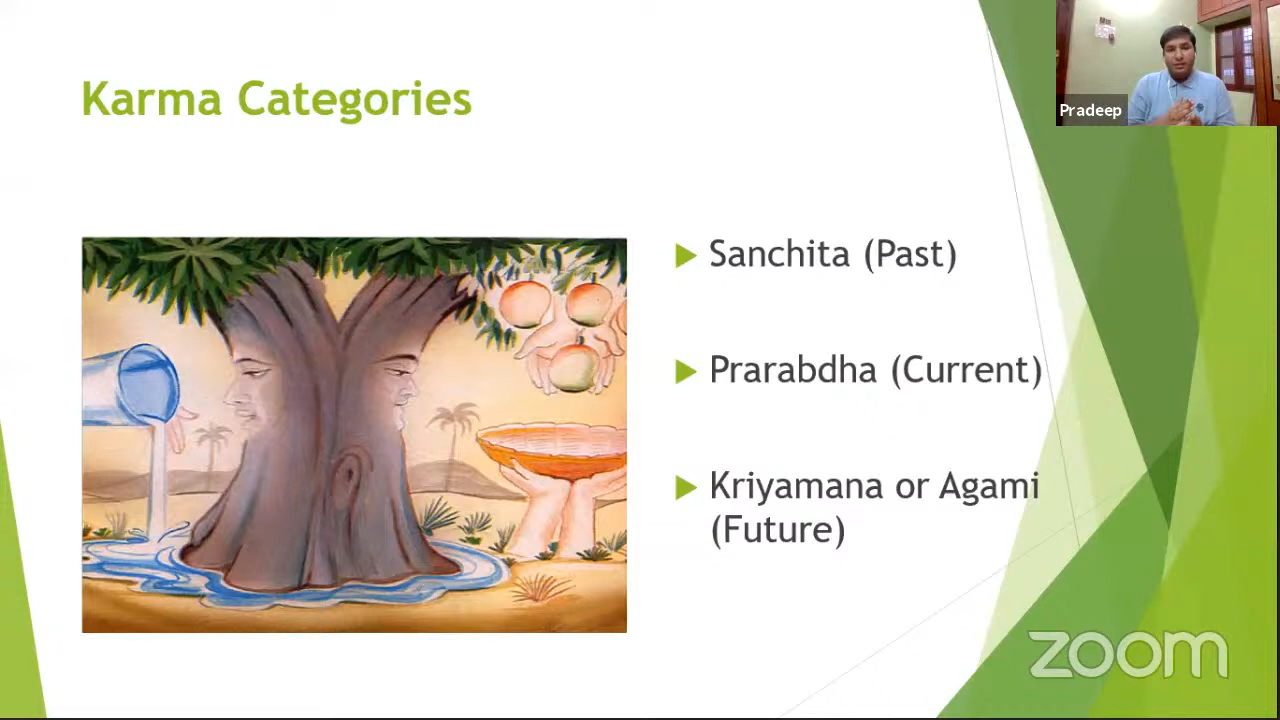 Karma Categories
Pradeep
Sanchita (Past)
Prarabdha (Current)
Kriyamana or Agami
(Future)
zoom